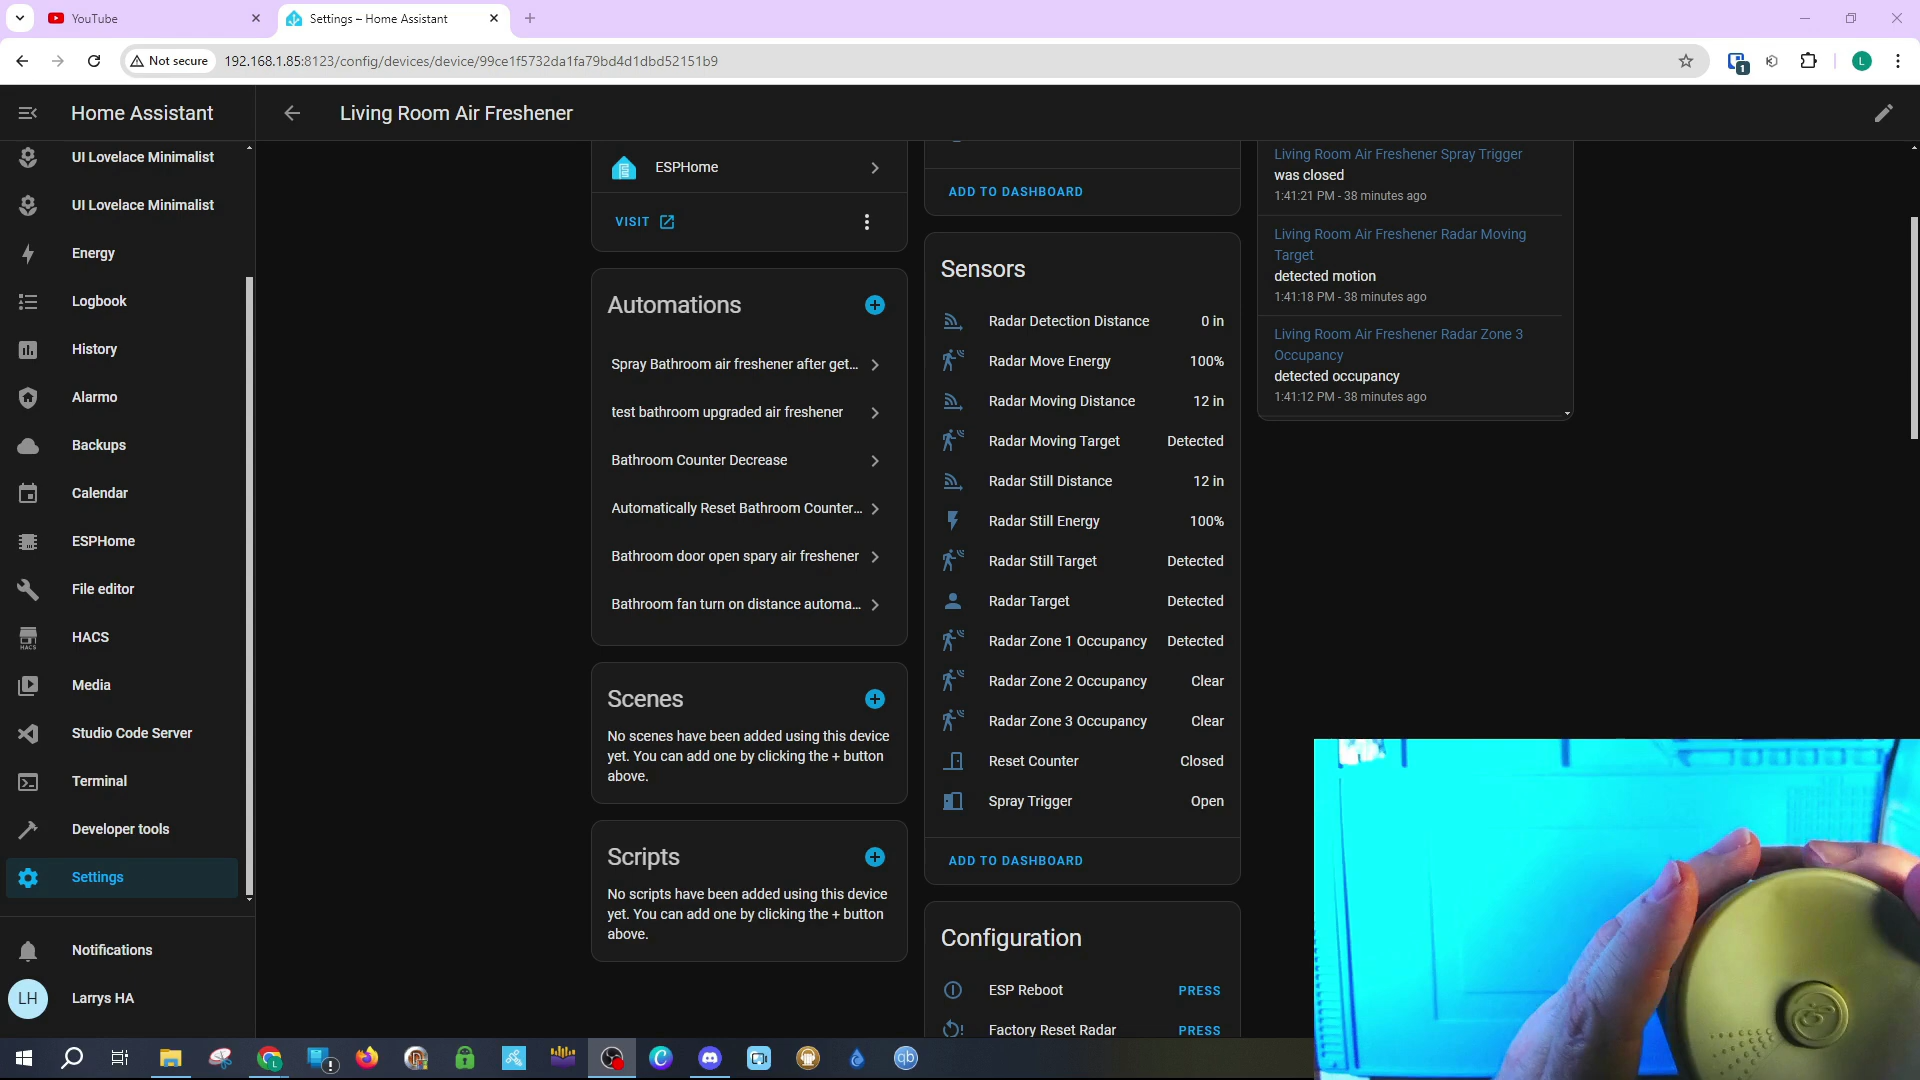 YouTube
Settings – Home Assistant
Not secure
192.168.1.85:8123/config/devices/device/99ce1f5732da1fa79bd4d1dbd52151b9
1
L
Home Assistant
Living Room Air Freshener
UI Lovelace Minimalist
UI Lovelace Minimalist
Energy
Logbook
History
Alarmo
Backups
Calendar
ESPHome
File editor
HACS
HACS
Media
Studio Code Server
Terminal
Developer tools
Settings
Notifications
LH
Larrys HA
ESPHome
VISIT
Automations
Spray Bathroom air freshener after get...
test bathroom upgraded air freshener
Bathroom Counter Decrease
Automatically Reset Bathroom Counter...
Bathroom door open spary air freshener
Bathroom fan turn on distance automa...
Scenes
No scenes have been added using this device
yet. You can add one by clicking the + button
above.
Scripts
No scripts have been added using this device
yet. You can add one by clicking the + button
above.
ADD TO DASHBOARD
Sensors
Radar Detection Distance 0 in
Radar Move Energy 100%
Radar Moving Distance 12 in
Radar Moving Target Detected
Radar Still Distance 12 in
Radar Still Energy 100%
Radar Still Target Detected
Radar Target Detected
Radar Zone 1 Occupancy Detected
Radar Zone 2 Occupancy Clear
Radar Zone 3 Occupancy Clear
Reset Counter Closed
Spray Trigger Open
ADD TO DASHBOARD
Configuration
ESP Reboot PRESS
Factory Reset Radar PRESS
Living Room Air Freshener Spray Trigger
was closed
1:41:21 PM - 38 minutes ago
Living Room Air Freshener Radar Moving
Target
detected motion
1:41:18 PM - 38 minutes ago
Living Room Air Freshener Radar Zone 3
Occupancy
detected occupancy
1:41:12 PM - 38 minutes ago
qb